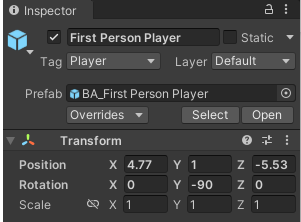 Inspector
First Person Player Static
Tag Player Layer Default
Prefab BA_First Person Player
Overrides Select Open
Transform
Position X 4.77 Y 1 Z -5.53
Rotation X 0 Y -90 Z 0
Scale X 1 Y 1 Z 1